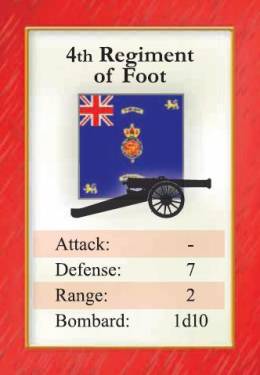 4th Regiment
of Foot
Attack: -
Defense: 7
Range: 2
Bombard: 1d10